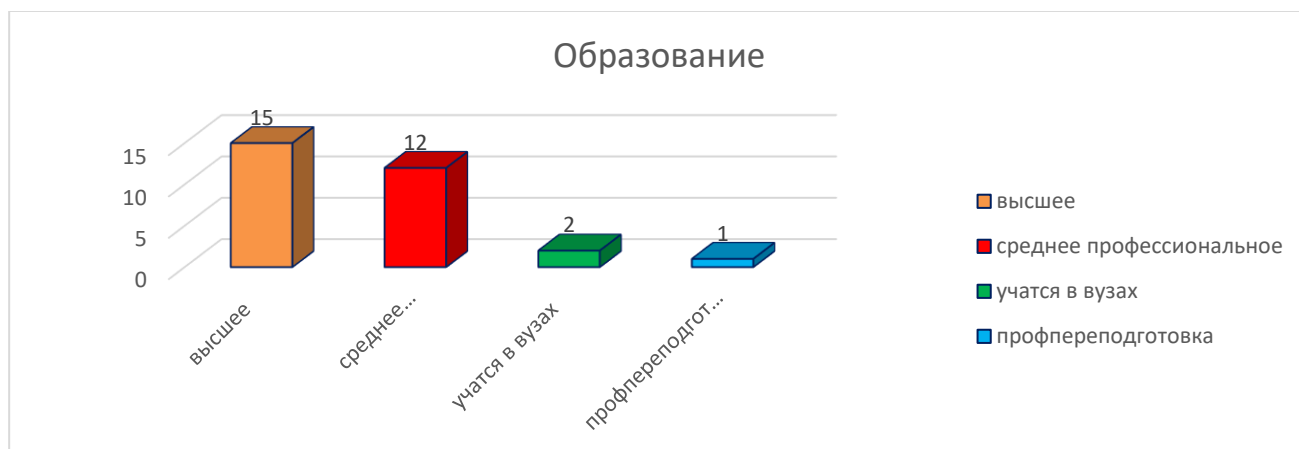 Образование
15
12
2
1
15
10
5
0
высшее
среднее...
учатся в вузах
профпереподгот...
высшее
среднее профессиональное
учатся в вузах
профпереподготовка